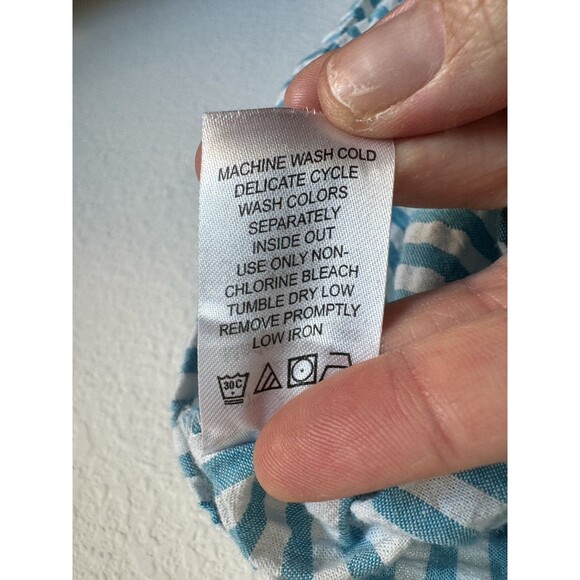 MACHINE WASH COLD
DELICATE CYCLE
WASH COLORS
SEPARATELY
INSIDE OUT
USE ONLY NON-
CHLORINE BLEACH
TUMBLE DRY LOW
REMOVE PROMPTLY
LOW IRON
30C